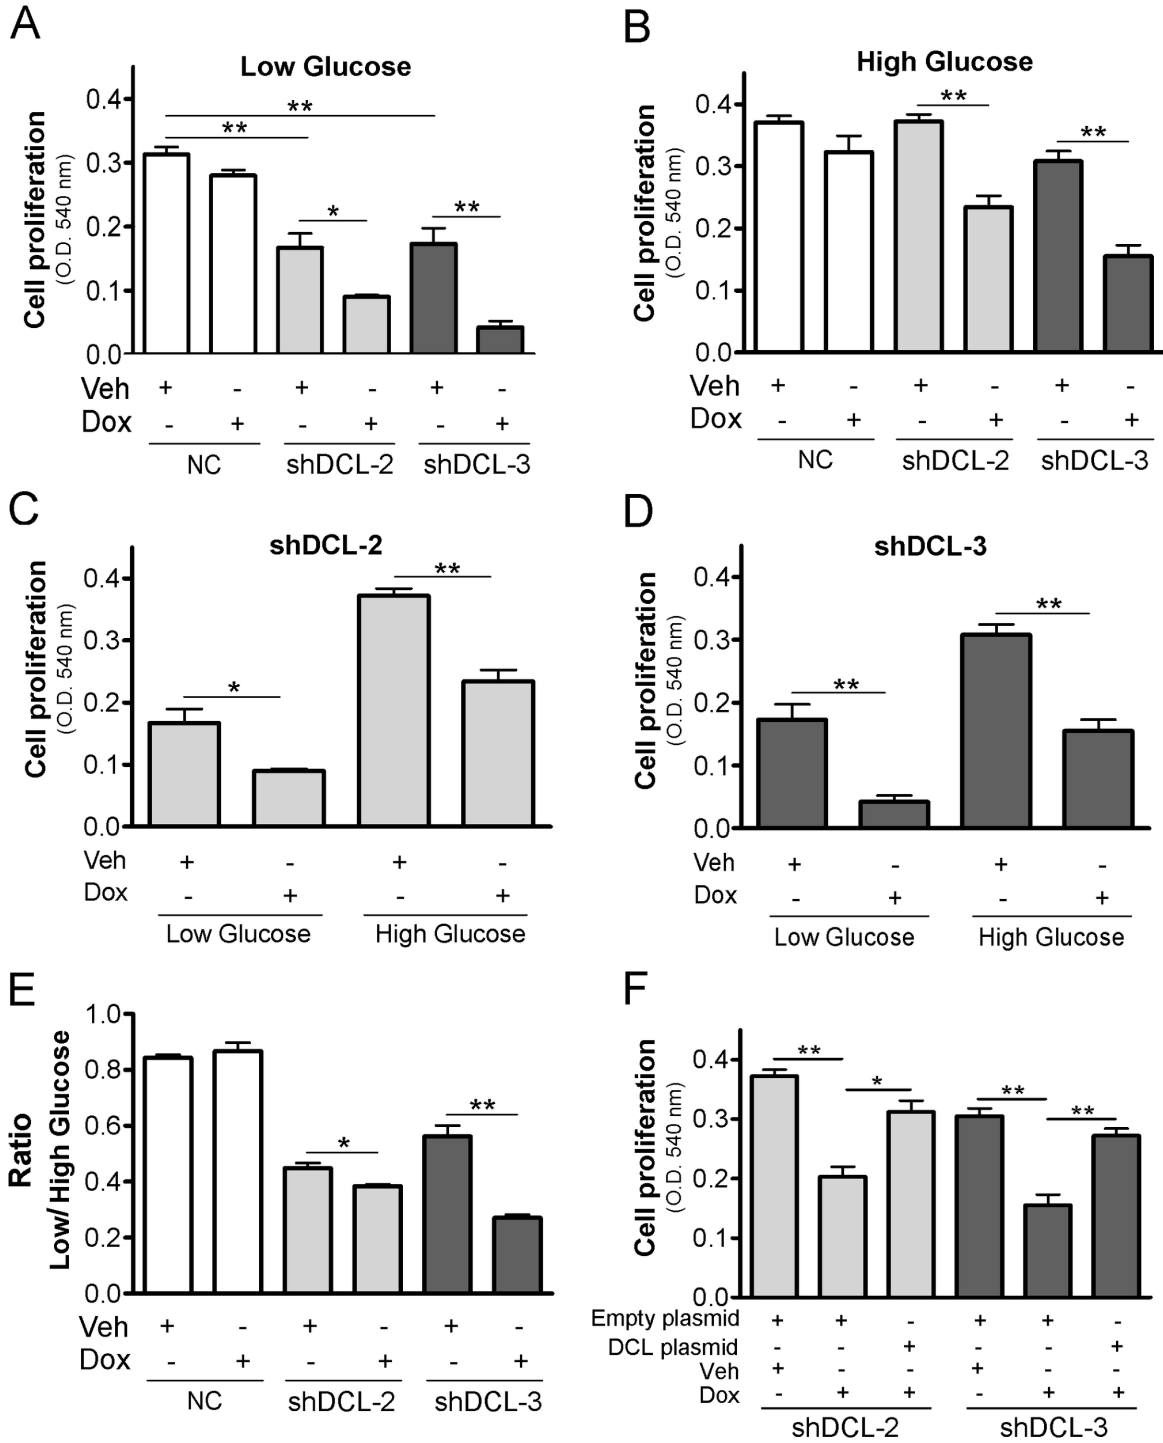 A
Low Glucose
Cell proliferation
(O.D. 540 nm)
0.4
0.3
0.2
0.1
0.0
**
**
*
**
Veh + - + - + -
Dox - + - + - +
NC shDCL-2 shDCL-3
B
High Glucose
Cell proliferation
(O.D. 540 nm)
0.4
0.3
0.2
0.1
0.0
**
**
Veh + - + - + -
Dox - + - + - +
NC shDCL-2 shDCL-3
C
shDCL-2
Cell proliferation
(O.D. 540 nm)
0.4
0.3
0.2
0.1
0.0
*
**
Veh + - + -
Dox - + - +
Low Glucose High Glucose
D
shDCL-3
Cell proliferation
(O.D. 540 nm)
0.4
0.3
0.2
0.1
0.0
**
**
Veh + - + -
Dox - + - +
Low Glucose High Glucose
E
Ratio
Low/High Glucose
1.0
0.8
0.6
0.4
0.2
0.0
*
**
Veh + - + - + -
Dox - + - + - +
NC shDCL-2 shDCL-3
F
Cell proliferation
(O.D. 540 nm)
0.4
0.3
0.2
0.1
0.0
**
*
**
**
Empty plasmid + + - + + -
DCL plasmid - - + - - +
Veh + - - + - -
Dox - + + - + +
shDCL-2 shDCL-3